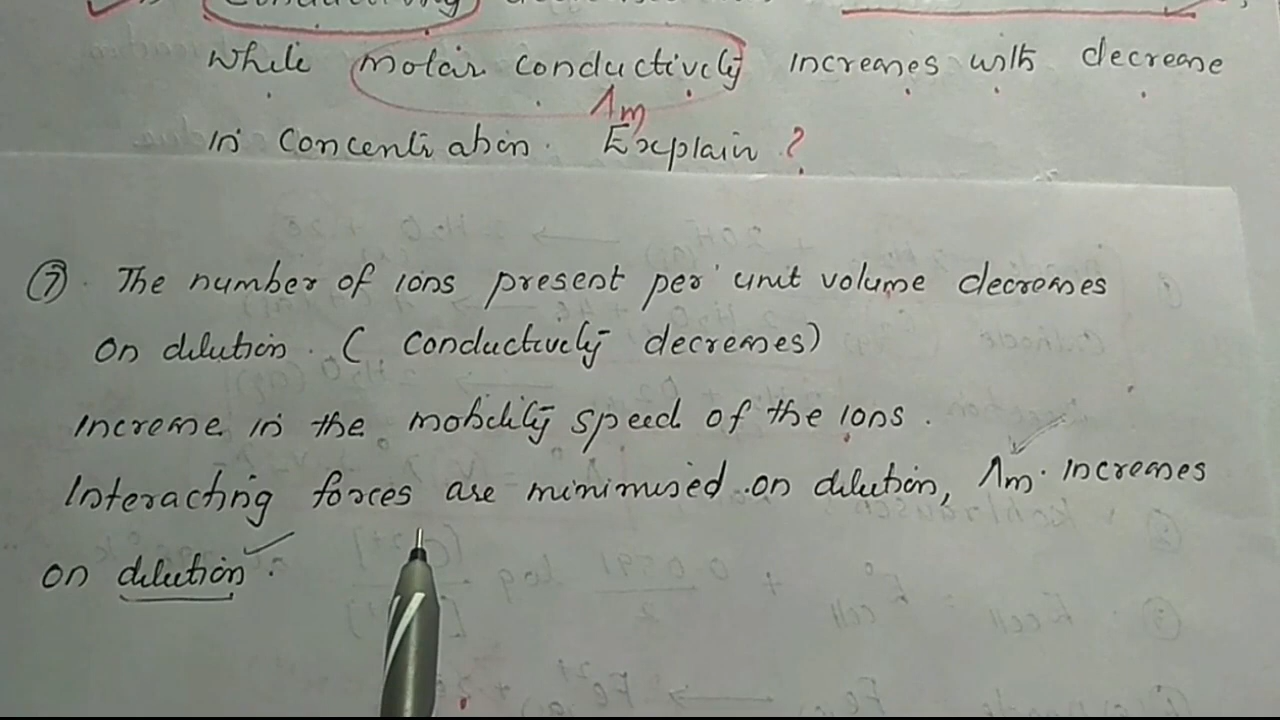 While molar conductivity increases with decrease
Λm
in Concentration. Explain ?
⑦. The number of ions present per unit volume decreases
on dilution. ( conductivity decreases)
increase in the mobility speed of the ions.
Interacting forces are minimised on dilution, Λm. increases
on dilution.